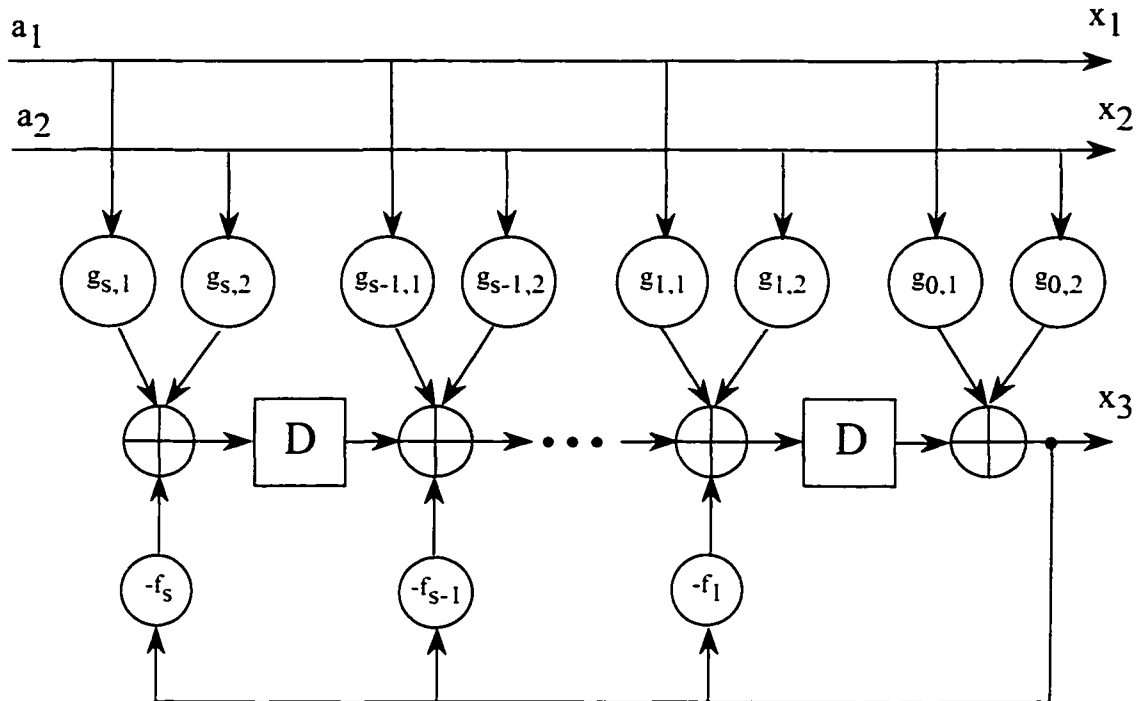 a1 x1
a2 x2
gs,1 gs,2 gs-1,1 gs-1,2 g1,1 g1,2 g0,1 g0,2
D D x3
-fs -fs-1 -f1